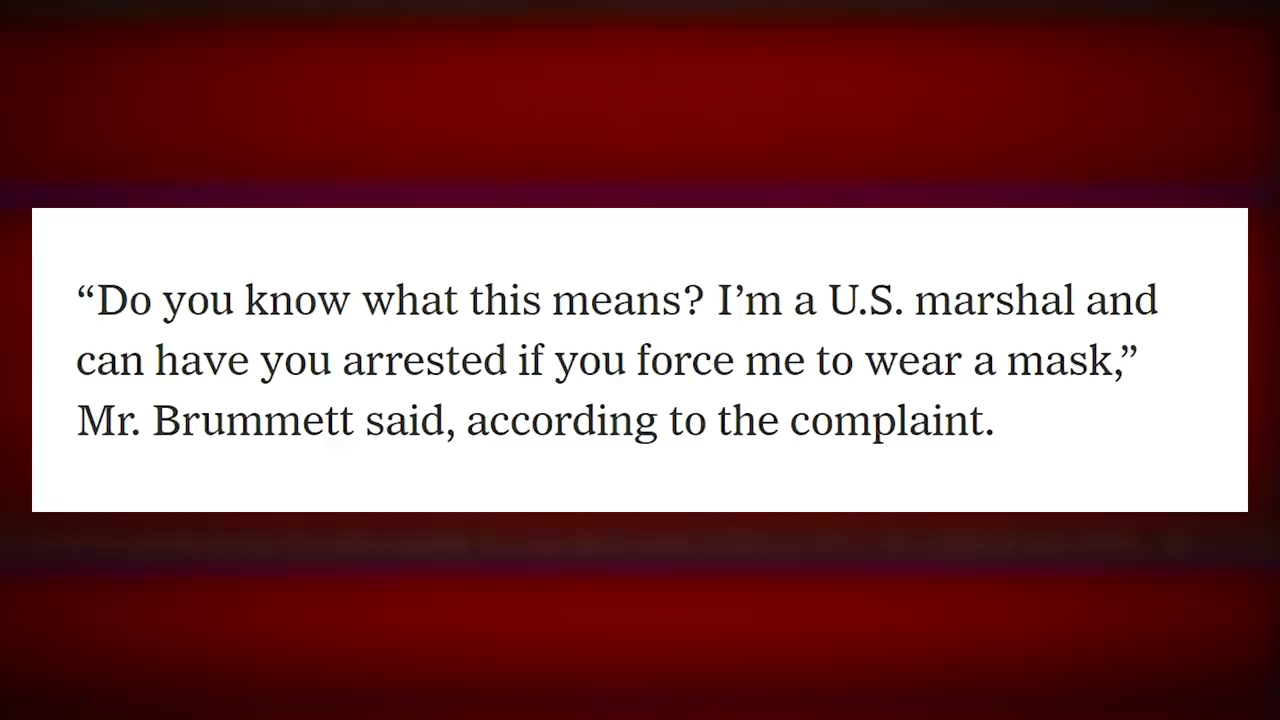 “Do you know what this means? I’m a U.S. marshal and
can have you arrested if you force me to wear a mask,”
Mr. Brummett said, according to the complaint.